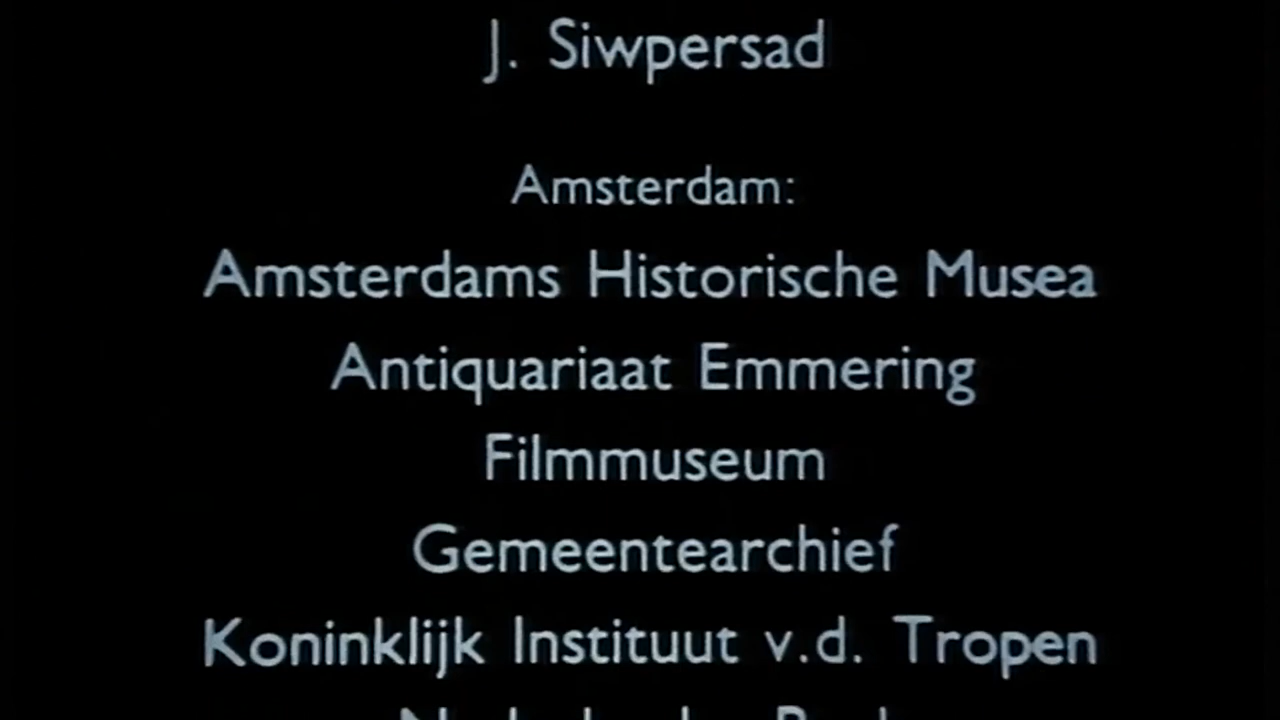 J. Siwpersad
Amsterdam:
Amsterdams Historische Musea
Antiquariaat Emmering
Filmmuseum
Gemeentearchief
Koninklijk Instituut v.d. Tropen